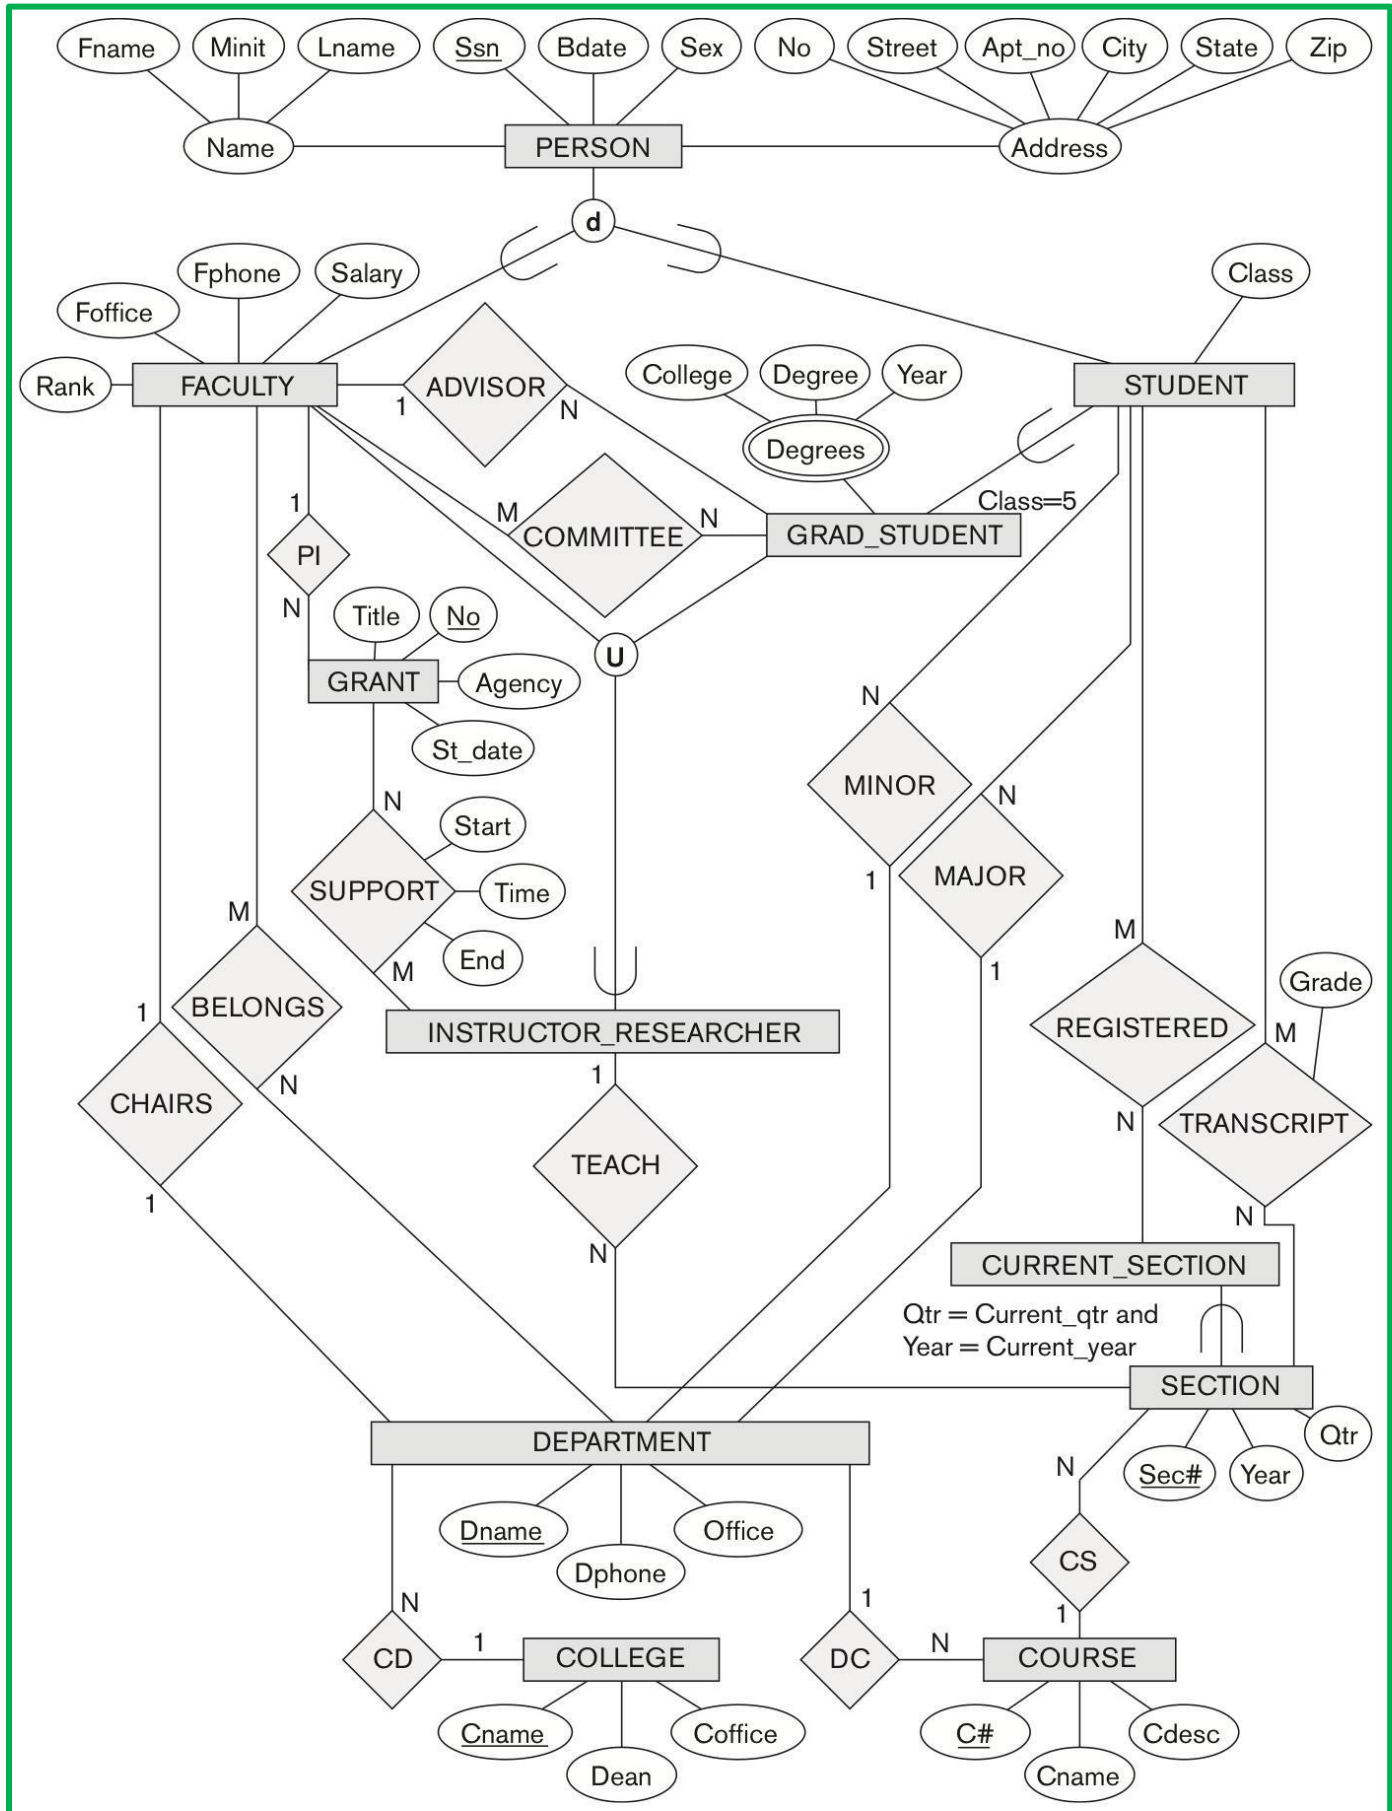 Fname Minit Lname Ssn Bdate Sex No Street Apt_no City State Zip
Name PERSON Address
d
Fphone Salary Class
Foffice
Rank FACULTY 1 ADVISOR N College Degree Year STUDENT
Degrees
Class=5
1 M COMMITTEE N GRAD_STUDENT
PI
N Title No
U
GRANT Agency
N
St_date
MINOR N
N Start
1 MAJOR
SUPPORT Time
M M
End
M 1 Grade
1 BELONGS
INSTRUCTOR_RESEARCHER REGISTERED M
1
N
CHAIRS N TRANSCRIPT
TEACH
1 N
N
CURRENT_SECTION
Qtr = Current_qtr and
Year = Current_year
SECTION
DEPARTMENT Qtr
N Sec# Year
Dname Office
Dphone CS
N 1 1
CD 1 COLLEGE DC N COURSE
Cname Coffice C# Cdesc
Dean Cname